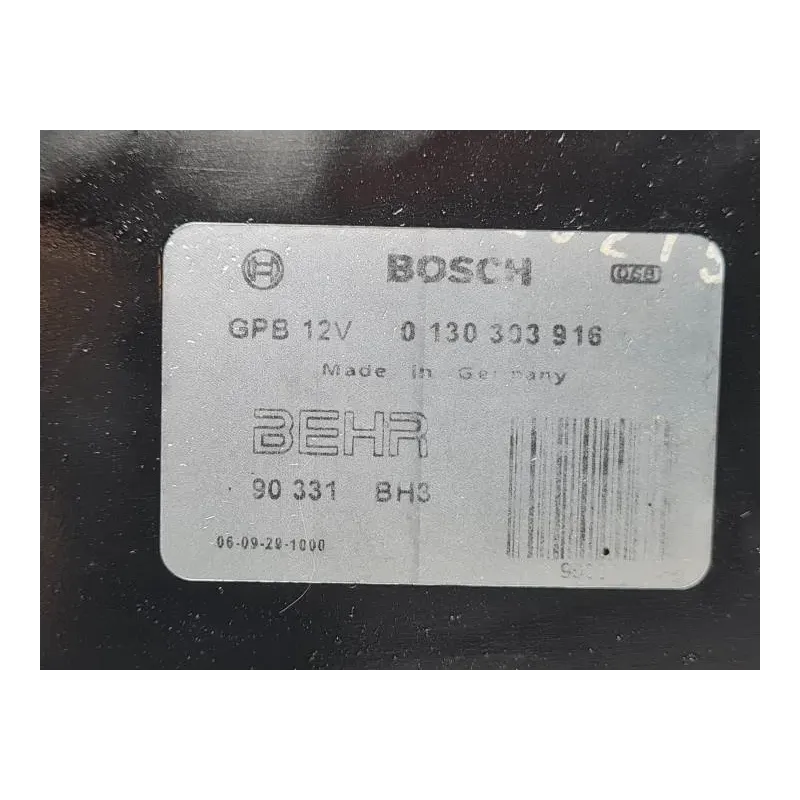 BOSCH
GPB 12V 0 130 303 916
Made in Germany
BEHR
90 331 BH3
06-09-29-1000